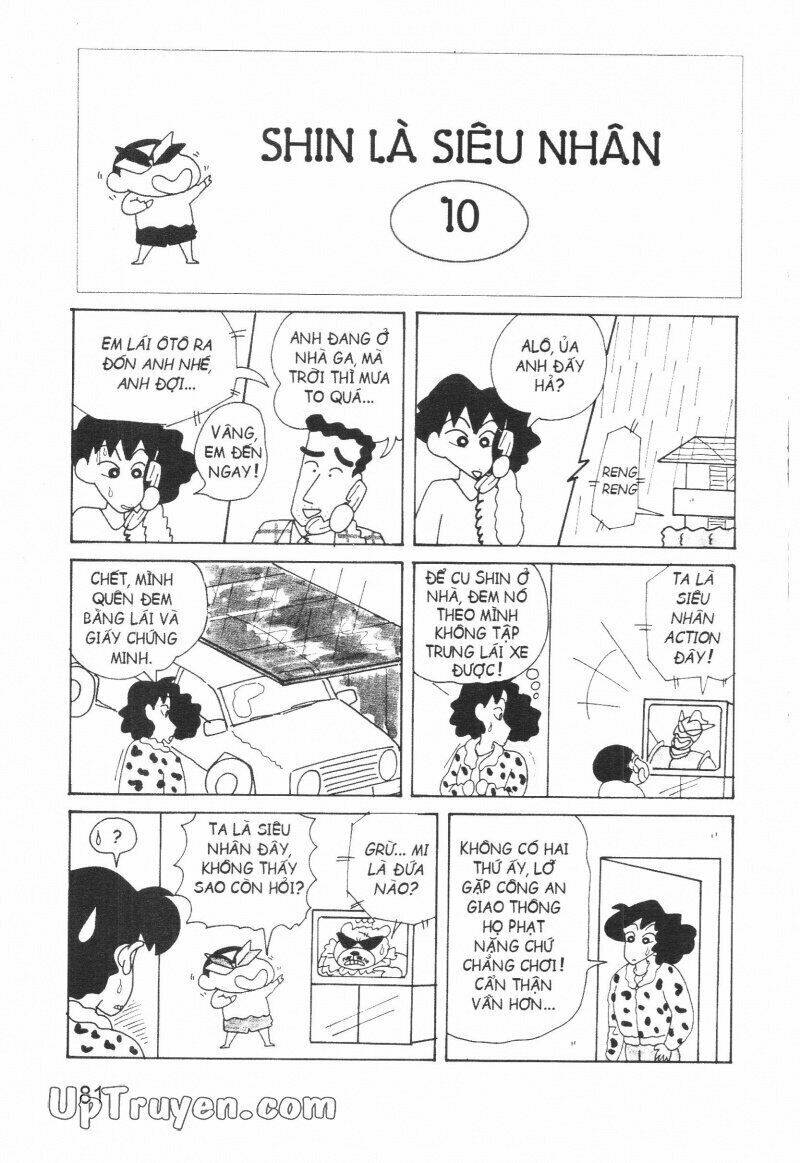 SHIN LÀ SIÊU NHÂN
10
RENG
RENG
ALÔ, ỦA
ANH ĐẤY
HẢ?
ANH ĐANG Ở
NHÀ GA, MÀ
TRỜI THÌ MƯA
TO QUÁ...
EM LÁI ÔTÔ RA
ĐÓN ANH NHÉ,
ANH ĐỢI...
VÂNG,
EM ĐẾN
NGAY!
TA LÀ
SIÊU
NHÂN
ACTION
ĐÂY!
ĐỂ CU SHIN Ở
NHÀ, ĐEM NÓ
THEO MÌNH
KHÔNG TẬP
TRUNG LÁI XE
ĐƯỢC!
CHẾT, MÌNH
QUÊN ĐEM
BẰNG LÁI VÀ
GIẤY CHỨNG
MINH.
KHÔNG CÓ HAI
THỨ ẤY, LỠ
GẶP CÔNG AN
GIAO THÔNG
HỌ PHẠT
NẶNG CHỨ
CHẲNG CHƠI!
CẨN THẬN
VẪN HƠN...
GRỪ... MI
LÀ ĐỨA
NÀO?
TA LÀ SIÊU
NHÂN ĐÂY,
KHÔNG THẤY
SAO CÒN HỎI?
?
81
UpTruyen.com